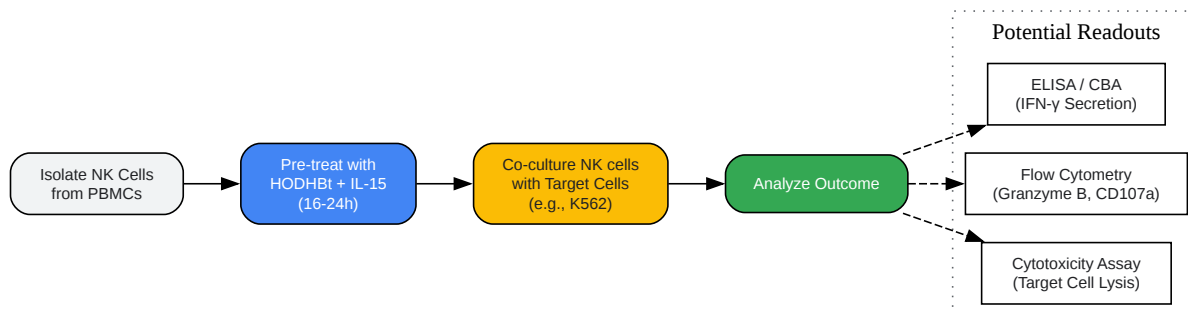 Isolate NK Cells
from PBMCs
Pre-treat with
HODHBt + IL-15
(16-24h)
Co-culture NK cells
with Target Cells
(e.g., K562)
Analyze Outcome
Potential Readouts
ELISA / CBA
(IFN-γ Secretion)
Flow Cytometry
(Granzyme B, CD107a)
Cytotoxicity Assay
(Target Cell Lysis)